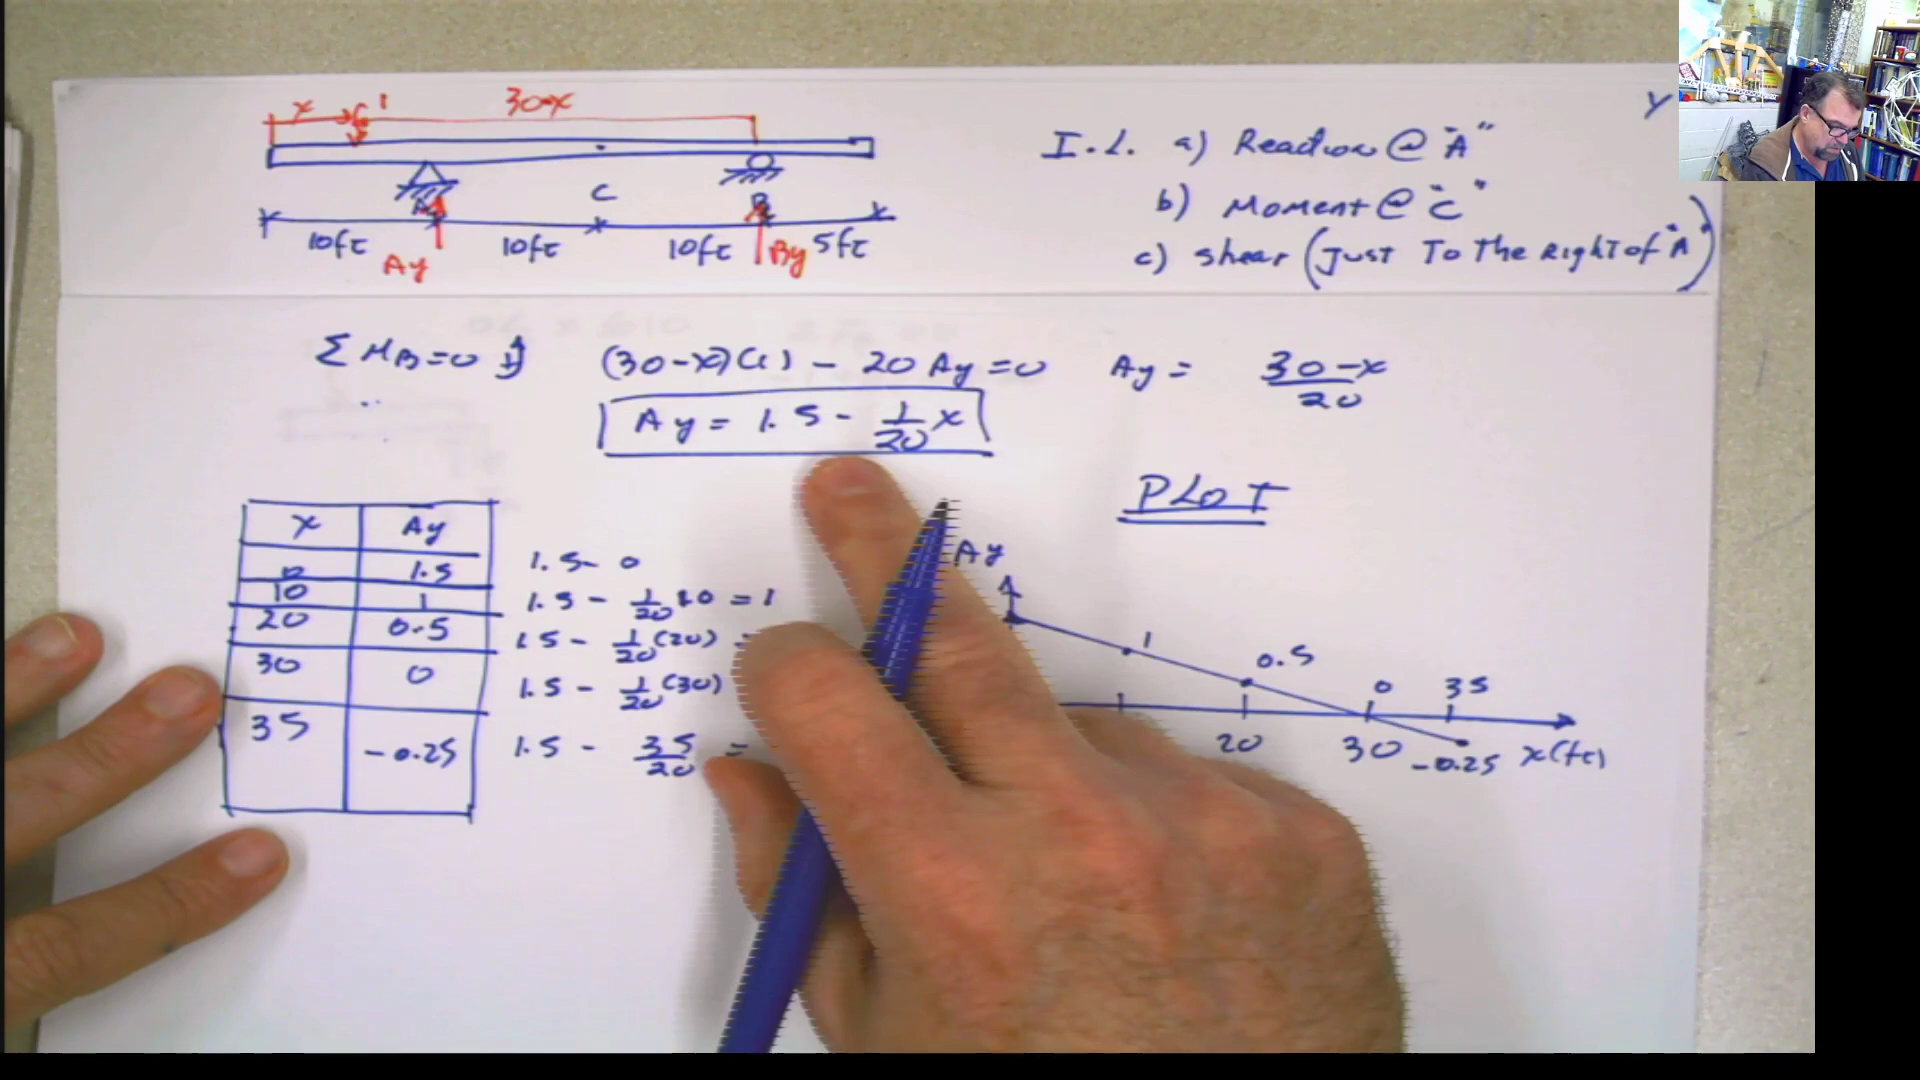 x 1 30-x
I.L. a) Reaction @ "A"
b) Moment @ "C"
c) shear (Just To The Right of "A")
A C B
10ft 10ft 10ft 5ft
Ay By
ΣMB=0 (30-x)(1) - 20 Ay = 0 Ay = 30-x / 20
Ay = 1.5 - 1/20 x
PLOT
x Ay
1.5 1.5 - 0
10 1 1.5 - 1/20 10 = 1
20 0.5 1.5 - 1/20 (20) =
30 0 1.5 - 1/20 (30)
35 -0.25 1.5 - 35/20 =
Ay
1 0.5 0 35
20 30 -0.25 x(ft)